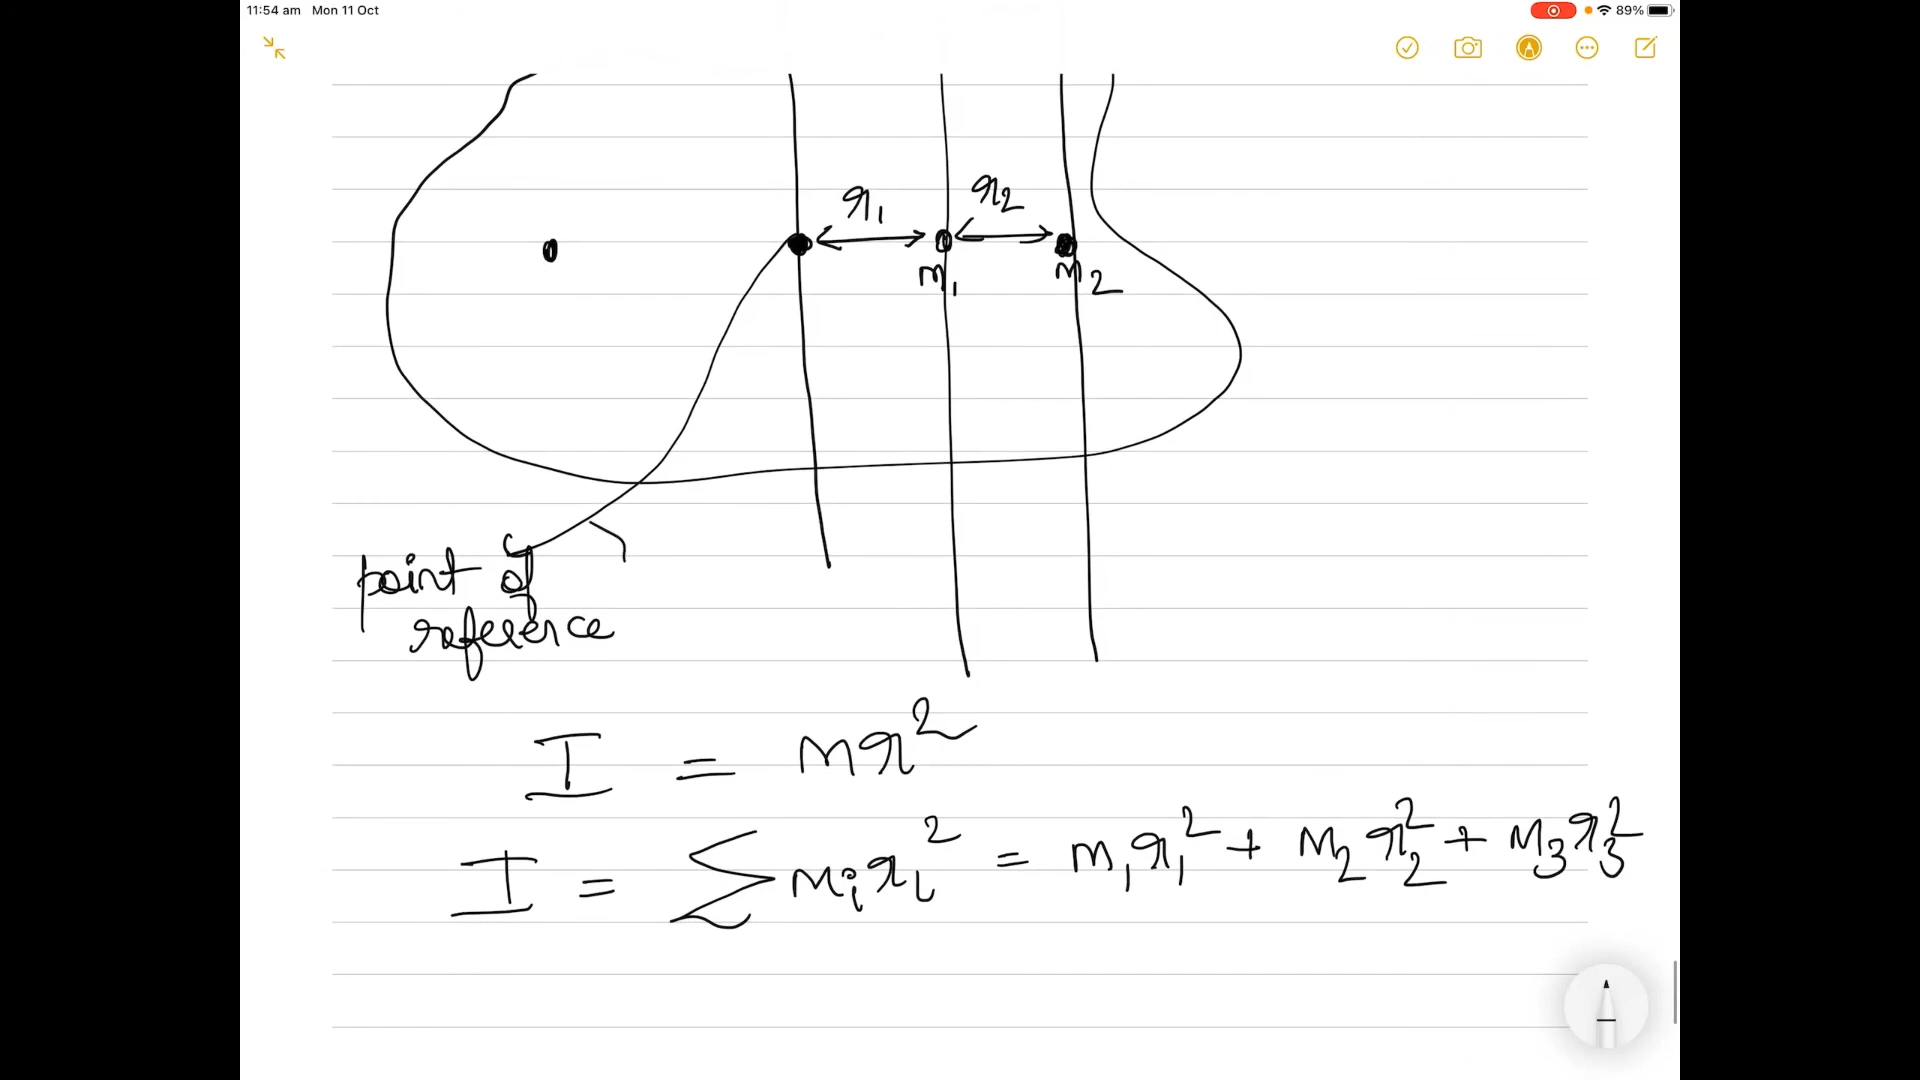 11:54 am Mon 11 Oct 89%
r₁ r₂
m₁ m₂
point of
reference
I = mr²
I = ∑ mᵢrᵢ² = m₁r₁² + m₂r₂² + m₃r₃²